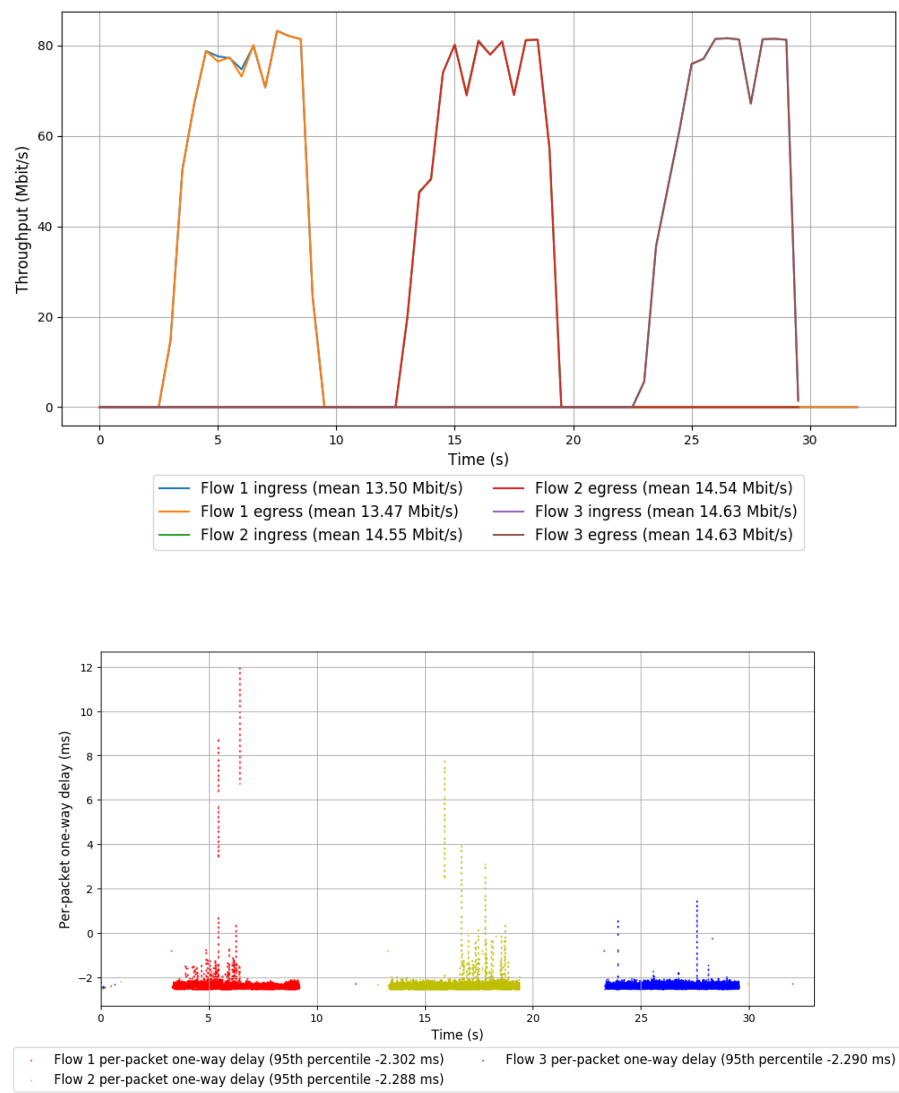 80
60
40
20
0
Throughput (Mbit/s)
0 5 10 15 20 25 30
Time (s)
Flow 1 ingress (mean 13.50 Mbit/s)
Flow 1 egress (mean 13.47 Mbit/s)
Flow 2 ingress (mean 14.55 Mbit/s)
Flow 2 egress (mean 14.54 Mbit/s)
Flow 3 ingress (mean 14.63 Mbit/s)
Flow 3 egress (mean 14.63 Mbit/s)
12
10
8
6
4
2
0
−2
Per-packet one-way delay (ms)
0 5 10 15 20 25 30
Time (s)
Flow 1 per-packet one-way delay (95th percentile -2.302 ms)
Flow 2 per-packet one-way delay (95th percentile -2.288 ms)
Flow 3 per-packet one-way delay (95th percentile -2.290 ms)